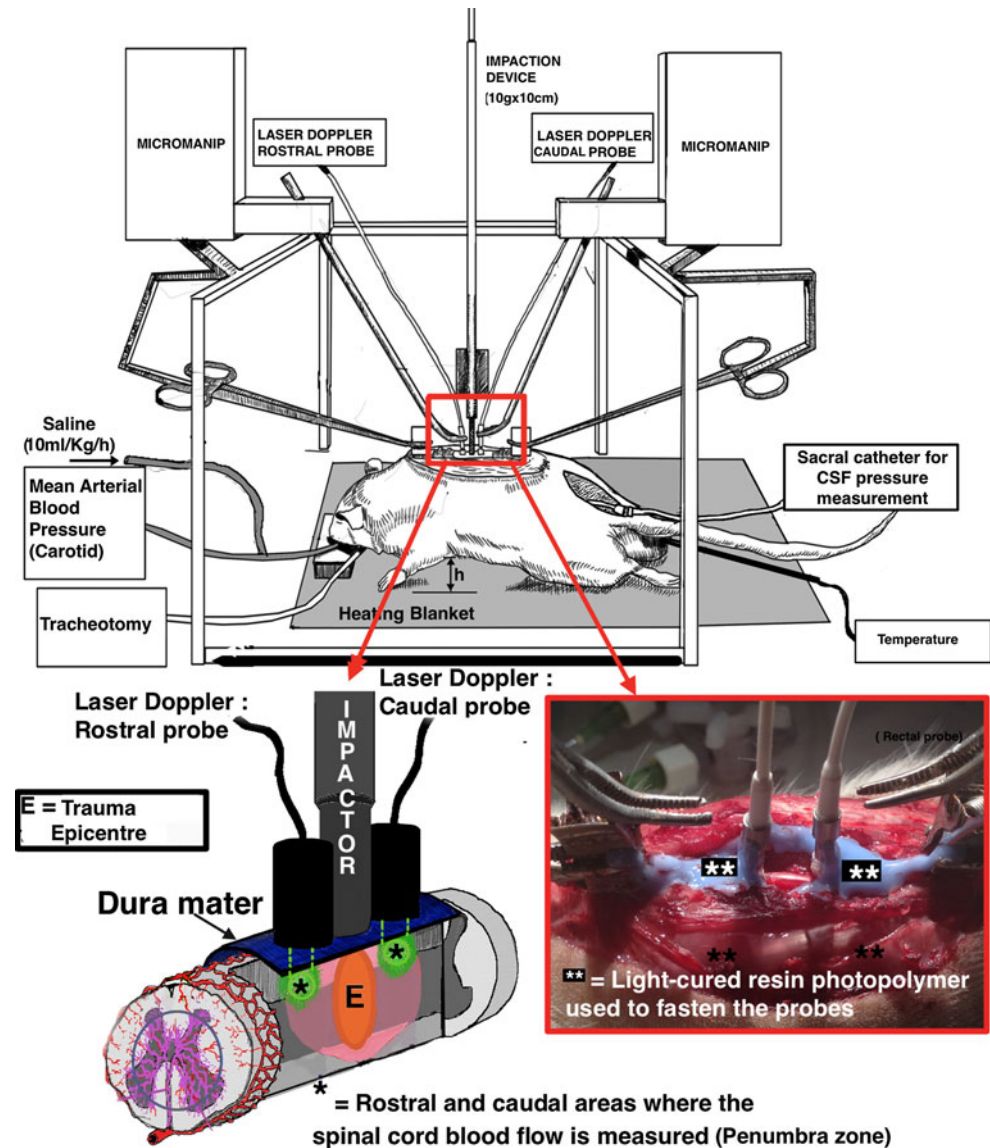 IMPACTION
DEVICE
(10gx10cm)
MICROMANIP
LASER DOPPLER
ROSTRAL PROBE
LASER DOPPLER
CAUDAL PROBE
MICROMANIP
Saline
(10ml/Kg/h)
Mean Arterial
Blood
Pressure
(Carotid)
Sacral catheter for
CSF pressure
measurement
h
Heating Blanket
Tracheotomy
Temperature
Laser Doppler :
Rostral probe
Laser Doppler :
Caudal probe
IMPACTOR
( Rectal probe)
E = Trauma
Epicentre
Dura mater
** **
* E *
** **
** = Light-cured resin photopolymer
used to fasten the probes
* = Rostral and caudal areas where the
spinal cord blood flow is measured (Penumbra zone)